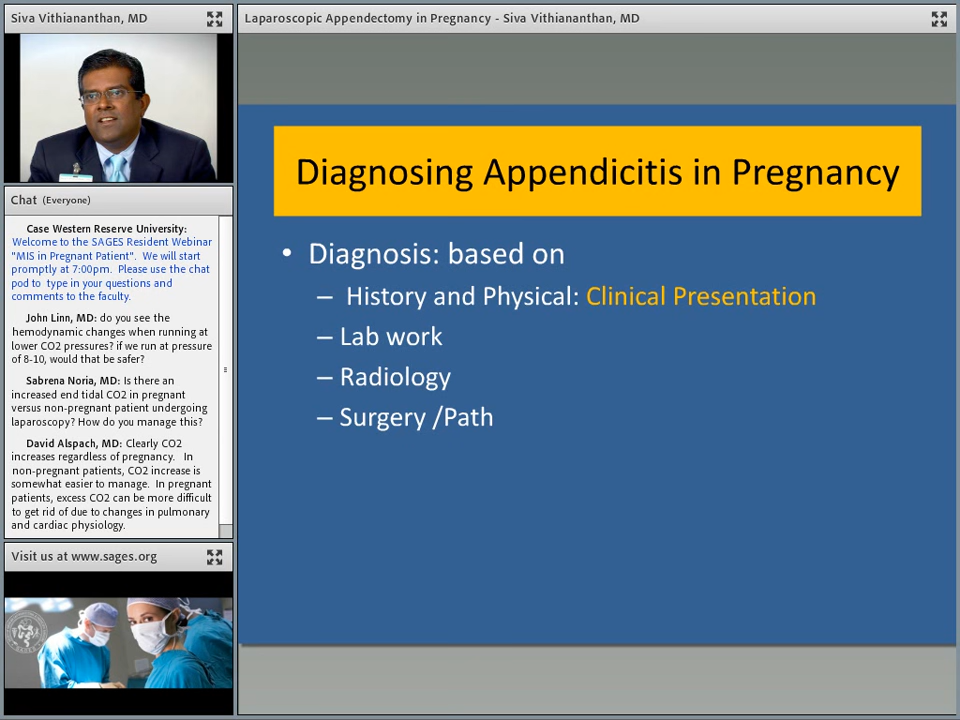 Siva Vithiananthan, MD
Laparoscopic Appendectomy in Pregnancy - Siva Vithiananthan, MD
Chat (Everyone)
Case Western Reserve University:
Welcome to the SAGES Resident Webinar
"MIS in Pregnant Patient". We will start
promptly at 7:00pm. Please use the chat
pod to type in your questions and
comments to the faculty.
John Linn, MD: do you see the
hemodynamic changes when running at
lower CO2 pressures? if we run at pressure
of 8-10, would that be safer?
Sabrena Noria, MD: Is there an
increased end tidal CO2 in pregnant
versus non-pregnant patient undergoing
laparoscopy? How do you manage this?
David Alspach, MD: Clearly CO2
increases regardless of pregnancy. In
non-pregnant patients, CO2 increase is
somewhat easier to manage. In pregnant
patients, excess CO2 can be more difficult
to get rid of due to changes in pulmonary
and cardiac physiology.
Visit us at www.sages.org
Diagnosing Appendicitis in Pregnancy
• Diagnosis: based on
– History and Physical: Clinical Presentation
– Lab work
– Radiology
– Surgery /Path